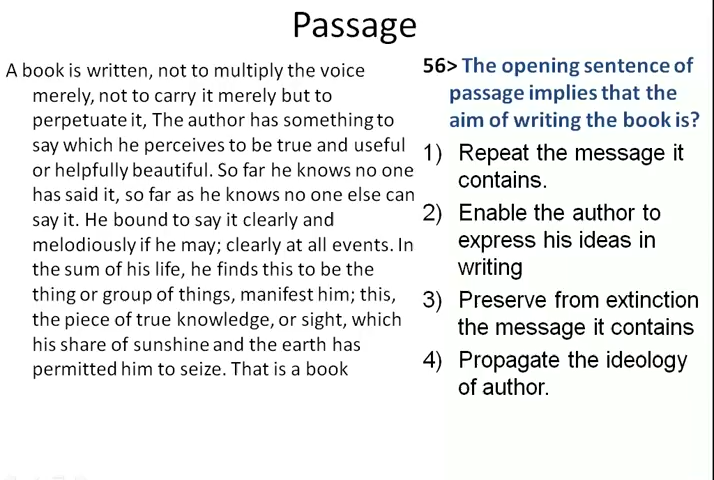 Passage
A book is written, not to multiply the voice
merely, not to carry it merely but to
perpetuate it, The author has something to
say which he perceives to be true and useful
or helpfully beautiful. So far he knows no one
has said it, so far as he knows no one else can
say it. He bound to say it clearly and
melodiously if he may; clearly at all events. In
the sum of his life, he finds this to be the
thing or group of things, manifest him; this,
the piece of true knowledge, or sight, which
his share of sunshine and the earth has
permitted him to seize. That is a book
56> The opening sentence of
passage implies that the
aim of writing the book is?
1) Repeat the message it
contains.
2) Enable the author to
express his ideas in
writing
3) Preserve from extinction
the message it contains
4) Propagate the ideology
of author.